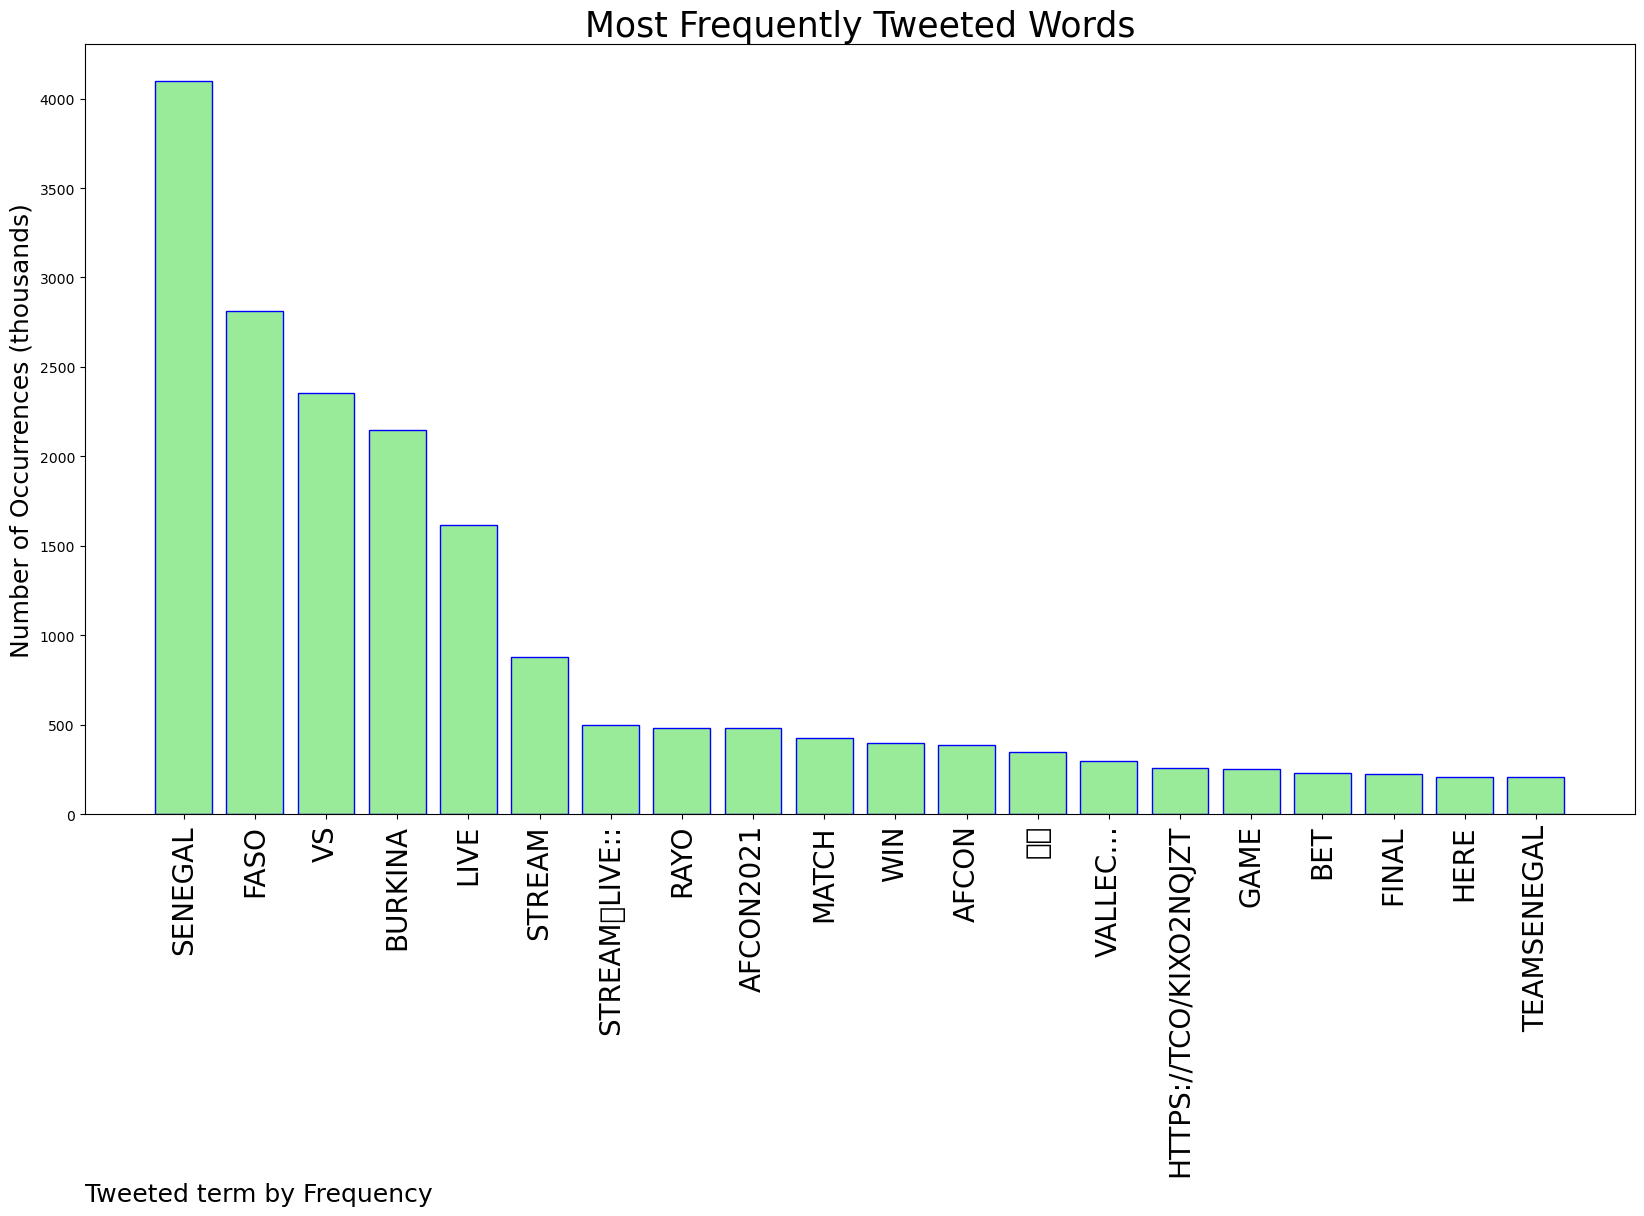 Most Frequently Tweeted Words
Number of Occurrences (thousands)
4000
3500
3000
2500
2000
1500
1000
500
0
SENEGAL
FASO
VS
BURKINA
LIVE
STREAM
STREAM▯LIVE::
RAYO
AFCON2021
MATCH
WIN
AFCON
▯▯
VALLEC…
HTTPS://TCO/KIXO2NQJZT
GAME
BET
FINAL
HERE
TEAMSENEGAL
Tweeted term by Frequency